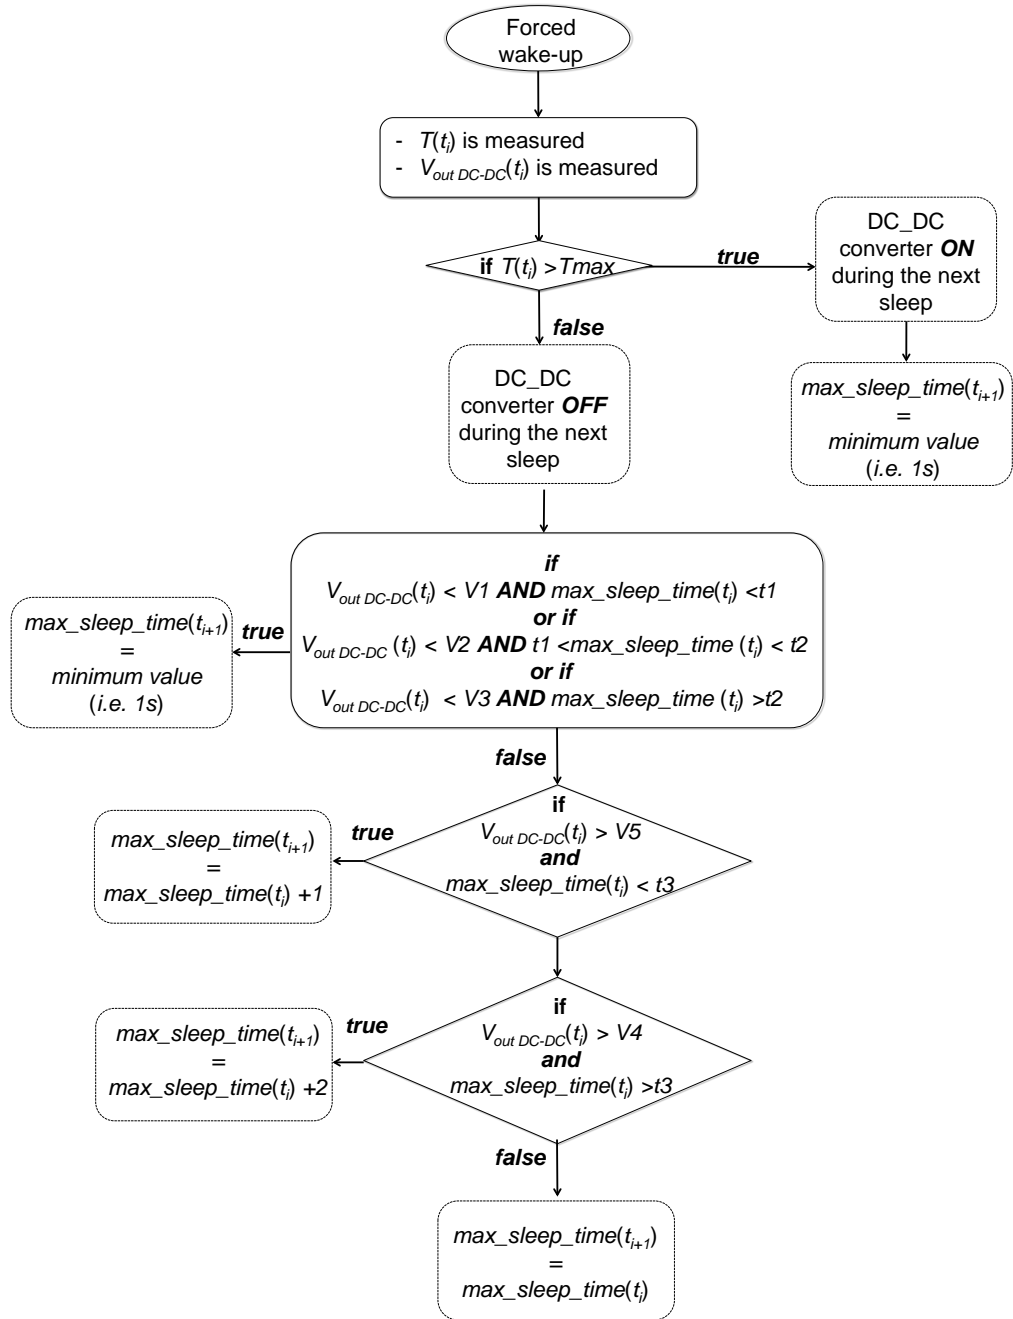 Forced
wake-up
- T(ti) is measured
- Vout DC-DC(ti) is measured
if T(ti) >Tmax
true
DC_DC
converter ON
during the next
sleep
max_sleep_time(ti+1)
=
minimum value
(i.e. 1s)
false
DC_DC
converter OFF
during the next
sleep
if
Vout DC-DC(ti) < V1 AND max_sleep_time(ti) <t1
or if
Vout DC-DC (ti) < V2 AND t1 <max_sleep_time (ti) < t2
or if
Vout DC-DC(ti) < V3 AND max_sleep_time (ti) >t2
true
max_sleep_time(ti+1)
=
minimum value
(i.e. 1s)
false
if
Vout DC-DC(ti) > V5
and
max_sleep_time(ti) < t3
true
max_sleep_time(ti+1)
=
max_sleep_time(ti) +1
if
Vout DC-DC(ti) > V4
and
max_sleep_time(ti) >t3
true
max_sleep_time(ti+1)
=
max_sleep_time(ti) +2
false
max_sleep_time(ti+1)
=
max_sleep_time(ti)